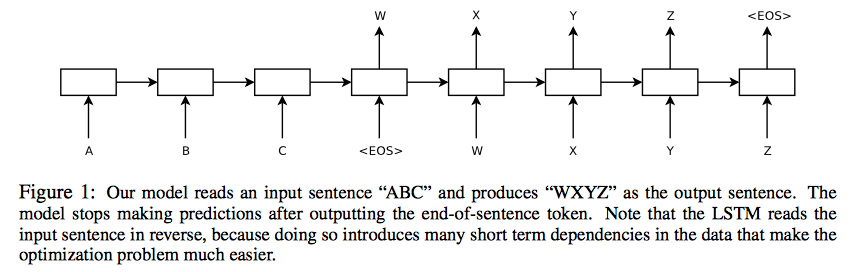 W X Y Z <EOS>
A B C <EOS> W X Y Z
Figure 1: Our model reads an input sentence “ABC” and produces “WXYZ” as the output sentence. The
model stops making predictions after outputting the end-of-sentence token. Note that the LSTM reads the
input sentence in reverse, because doing so introduces many short term dependencies in the data that make the
optimization problem much easier.